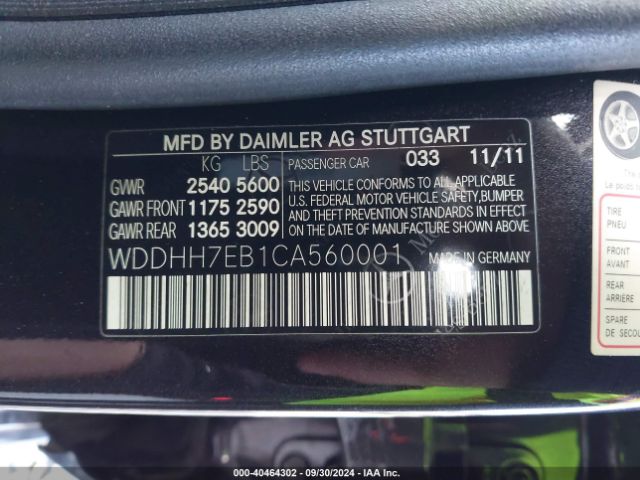 MFD BY DAIMLER AG STUTTGART
KG LBS PASSENGER CAR 033 11/11
GVWR 2540 5600
GAWR FRONT 1175 2590
GAWR REAR 1365 3009
THIS VEHICLE CONFORMS TO ALL APPLICABLE
U.S. FEDERAL MOTOR VEHICLE SAFETY, BUMPER
AND THEFT PREVENTION STANDARDS IN EFFECT
ON THE DATE OF MANUFACTURE SHOWN ABOVE.
WDDHH7EB1CA560001
MADE IN GERMANY
TIRE
PNEU
FRONT
AVANT
REAR
ARRIÈRE
SPARE
DE SECOU
000-40464302 - 09/30/2024 - IAA Inc.